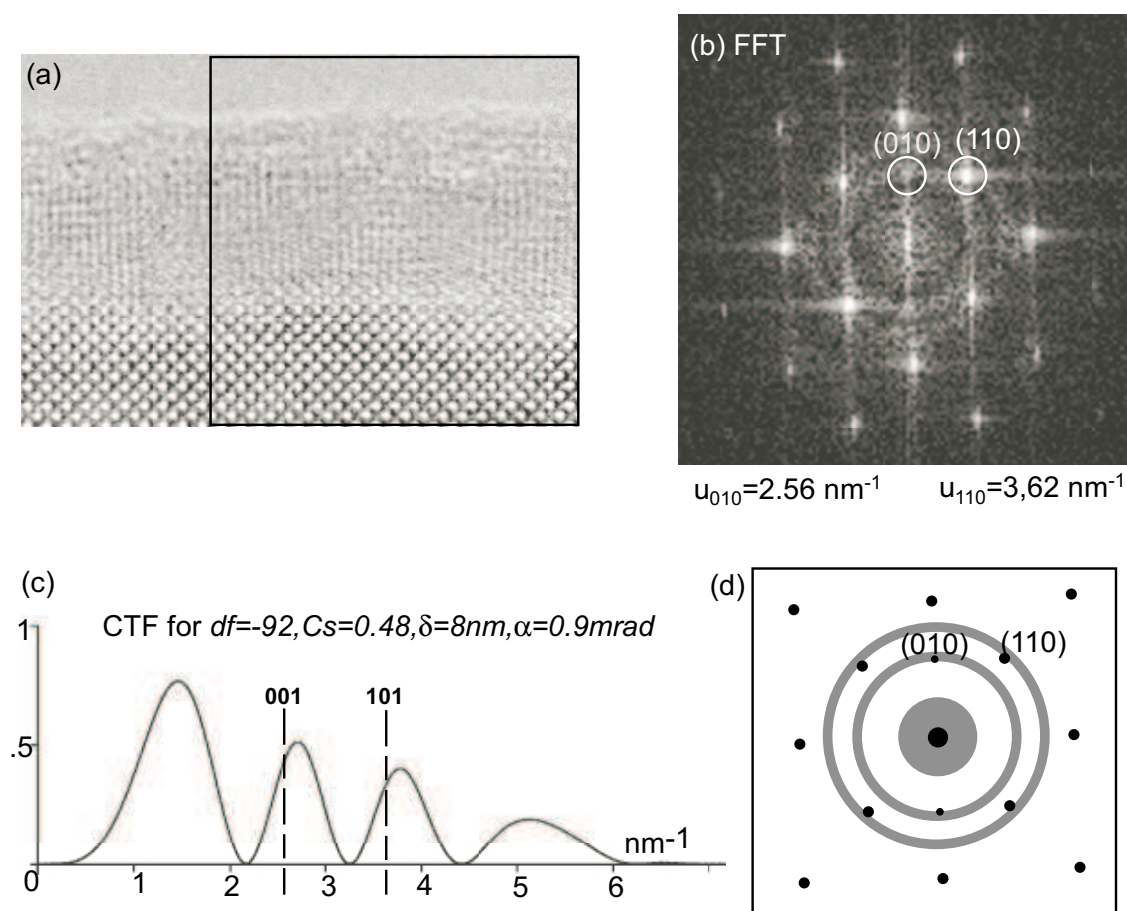 (a)
(b) FFT
(010) (110)
u₀₁₀=2.56 nm⁻¹ u₁₁₀=3,62 nm⁻¹
(c)
CTF for df=-92,Cs=0.48,δ=8nm,α=0.9mrad
1
.5
001 101
nm-1
0 1 2 3 4 5 6
(d)
(010) (110)